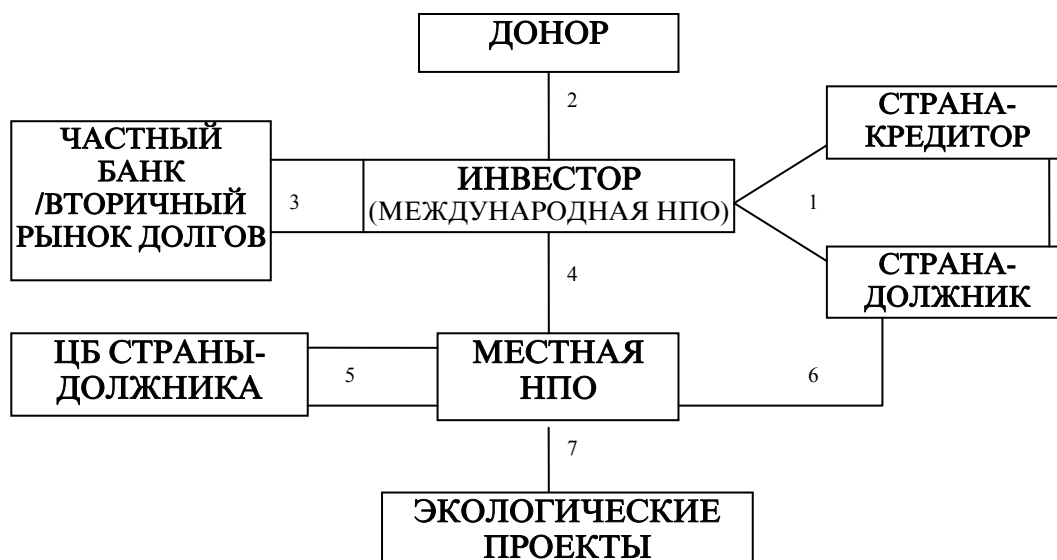 ДОНОР
2
СТРАНА-
КРЕДИТОР
ЧАСТНЫЙ
БАНК
/ВТОРИЧНЫЙ
РЫНОК ДОЛГОВ
3
ИНВЕСТОР
(МЕЖДУНАРОДНАЯ НПО)
1
СТРАНА-
ДОЛЖНИК
4
ЦБ СТРАНЫ-
ДОЛЖНИКА
5
МЕСТНАЯ
НПО
6
7
ЭКОЛОГИЧЕСКИЕ
ПРОЕКТЫ